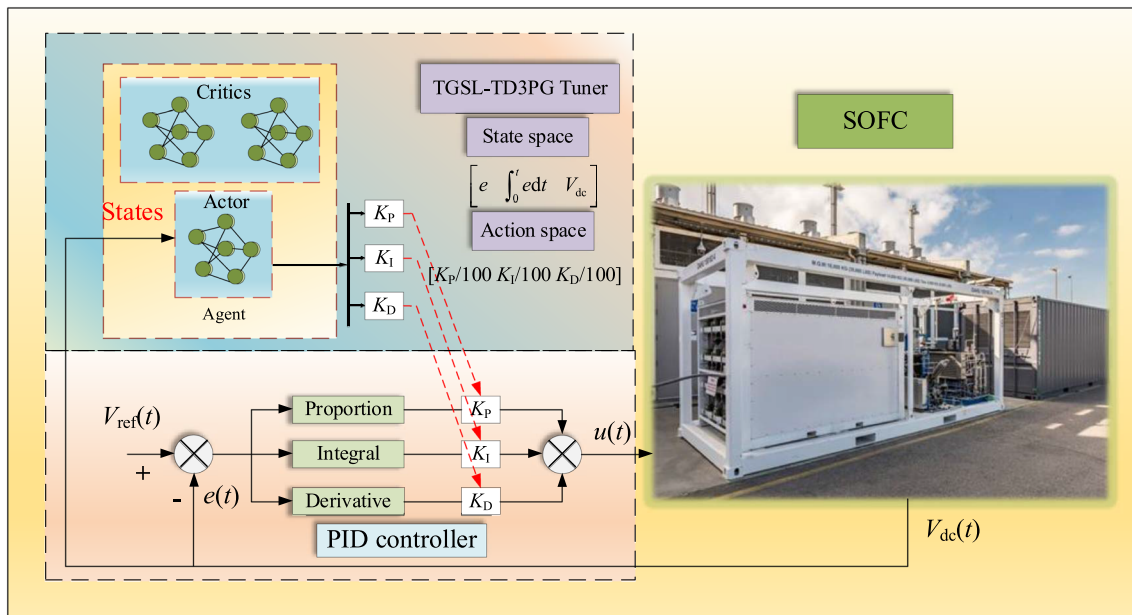 Critics
TGSL-TD3PG Tuner
SOFC
State space
[e ∫₀ᵗ edt V_dc]
States
Actor
K_P
Action space
K_I
[K_P/100 K_I/100 K_D/100]
K_D
Agent
V_ref(t)
+
-
e(t)
Proportion
K_P
Integral
K_I
Derivative
K_D
u(t)
PID controller
V_dc(t)